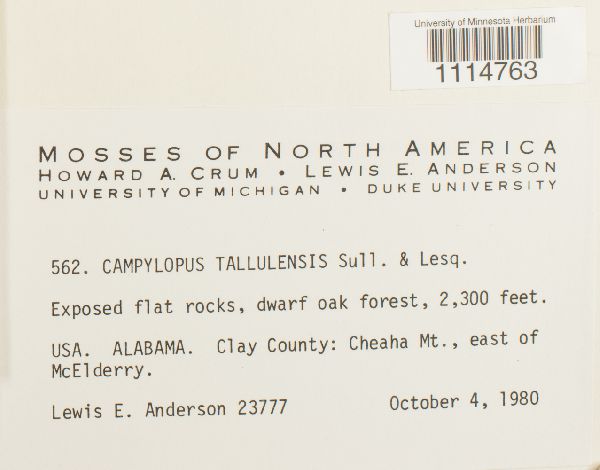 University of Minnesota Herbarium
1114763
MOSSES OF NORTH AMERICA
HOWARD A. CRUM • LEWIS E. ANDERSON
UNIVERSITY OF MICHIGAN • DUKE UNIVERSITY
562. CAMPYLOPUS TALLULENSIS Sull. & Lesq.
Exposed flat rocks, dwarf oak forest, 2,300 feet.
USA. ALABAMA. Clay County: Cheaha Mt., east of
McElderry.
Lewis E. Anderson 23777 October 4, 1980